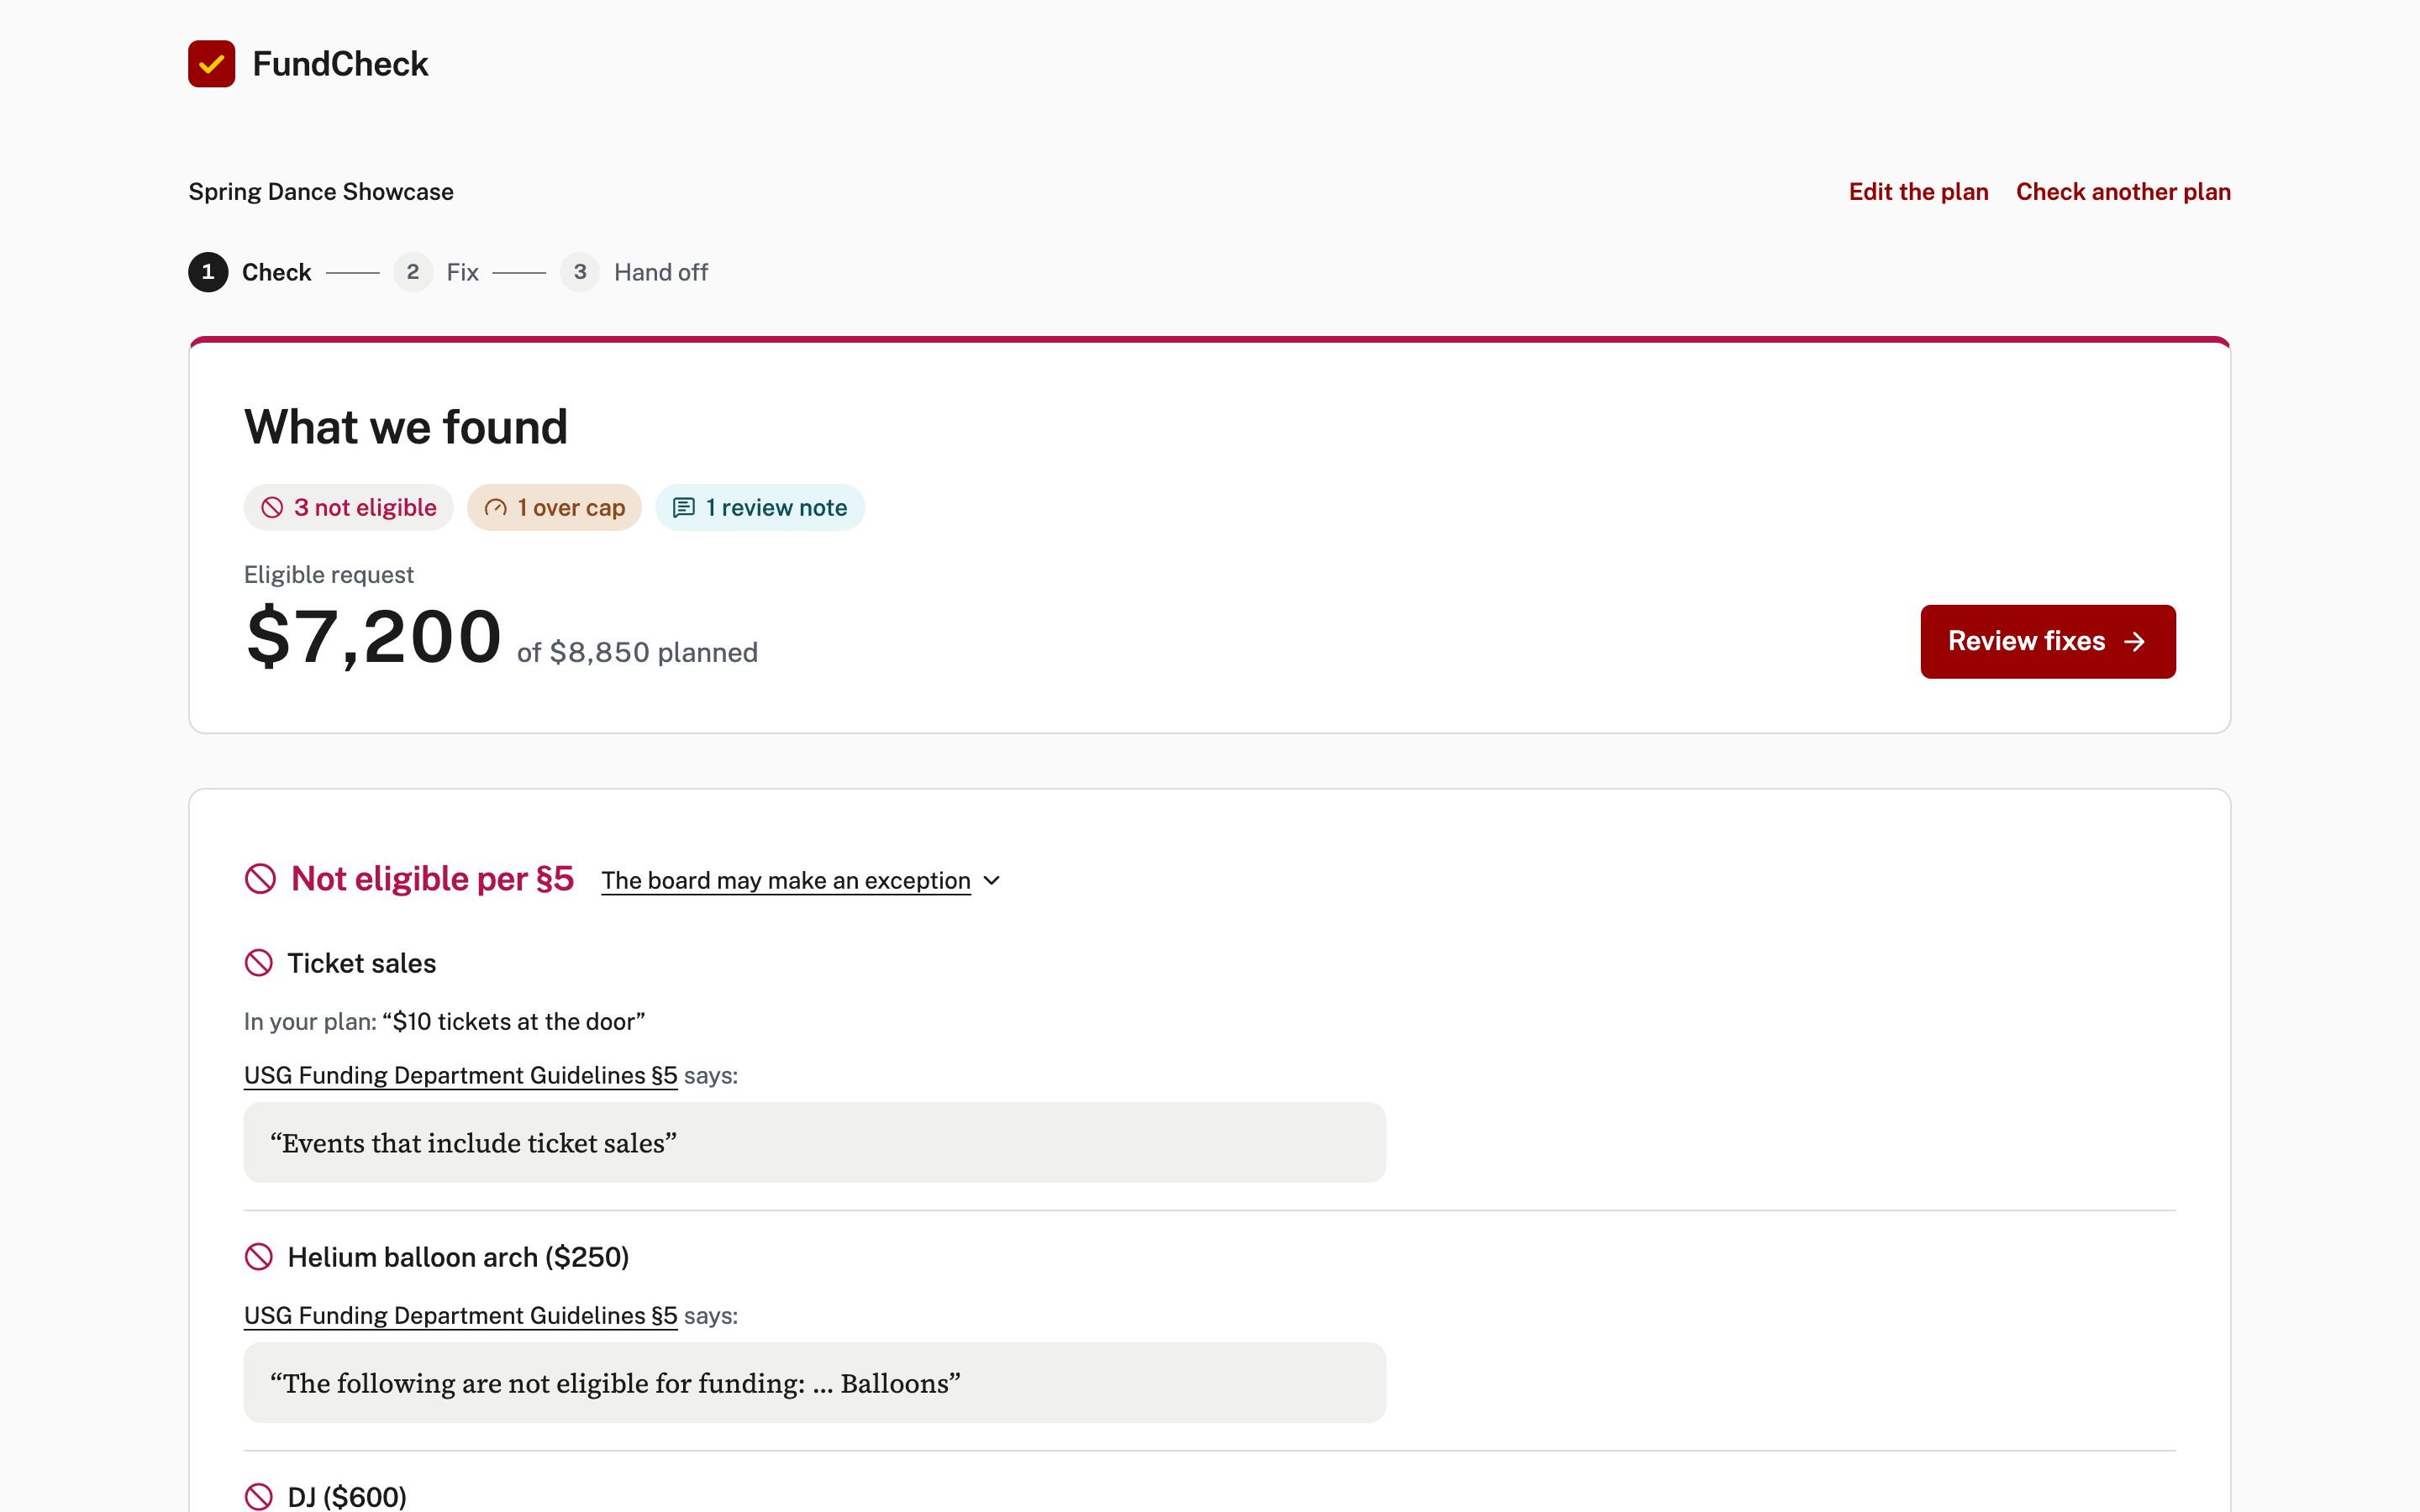 FundCheck
Spring Dance Showcase
Edit the plan
Check another plan
1 Check
2 Fix
3 Hand off
What we found
3 not eligible
1 over cap
1 review note
Eligible request
$7,200 of $8,850 planned
Review fixes
Not eligible per §5
The board may make an exception
Ticket sales
In your plan: “$10 tickets at the door”
USG Funding Department Guidelines §5 says:
“Events that include ticket sales”
Helium balloon arch ($250)
USG Funding Department Guidelines §5 says:
“The following are not eligible for funding: ... Balloons”
DJ ($600)